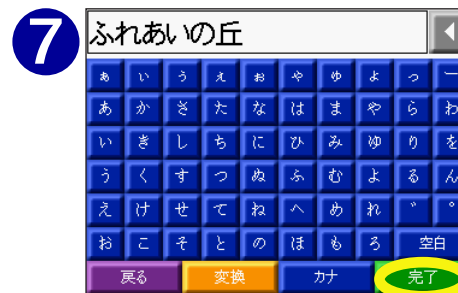 7
ふれあいの丘
ぁ ぃ ぅ ぇ ぉ ゃ ゅ ょ っ ー
あ か さ た な は ま や ら わ
い き し ち に ひ み ゆ り を
う く す つ ぬ ふ む よ る ん
え け せ て ね へ め れ ゛ ゜
お こ そ と の ほ も ろ 空白
戻る 変換 カナ 完了